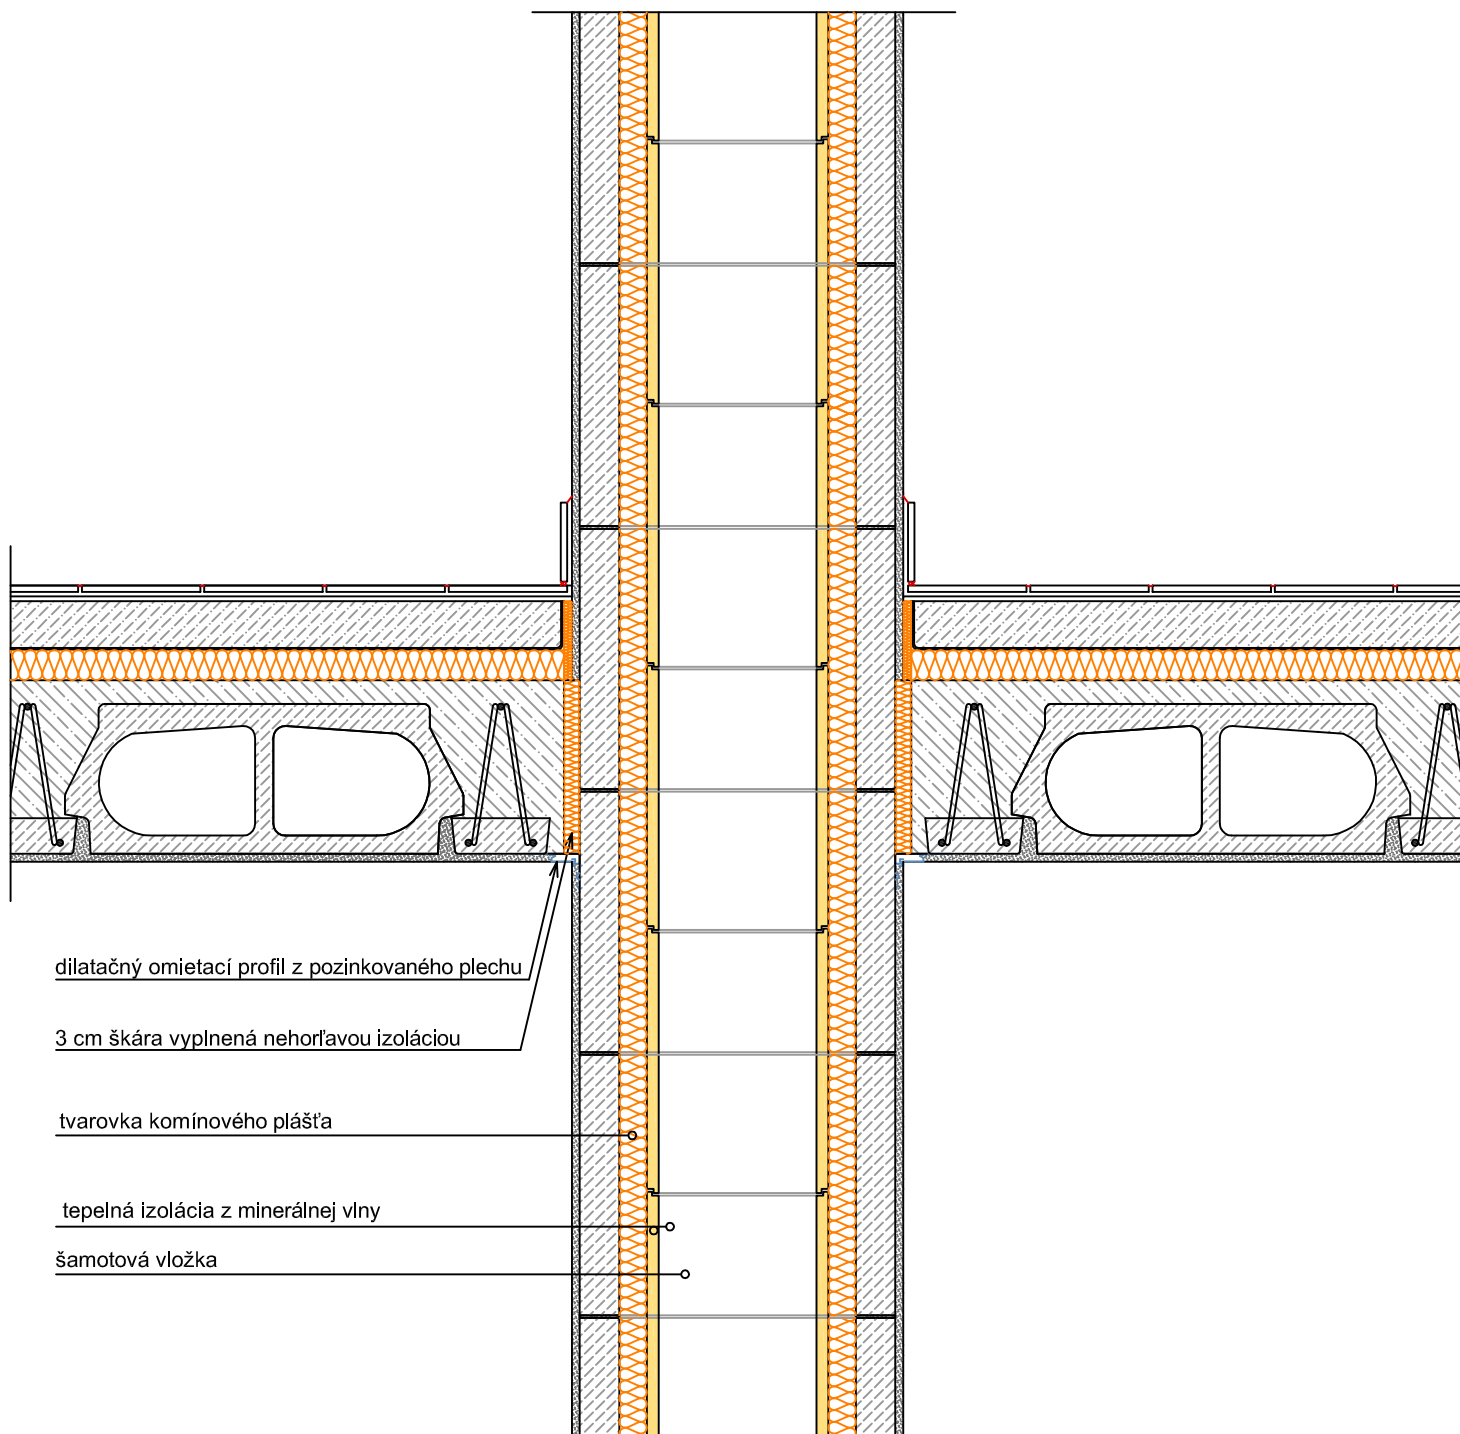 dilatačný omietací profil z pozinkovaného plechu
3 cm škára vyplnená nehorľavou izoláciou
tvarovka komínového plášťa
tepelná izolácia z minerálnej vlny
šamotová vložka